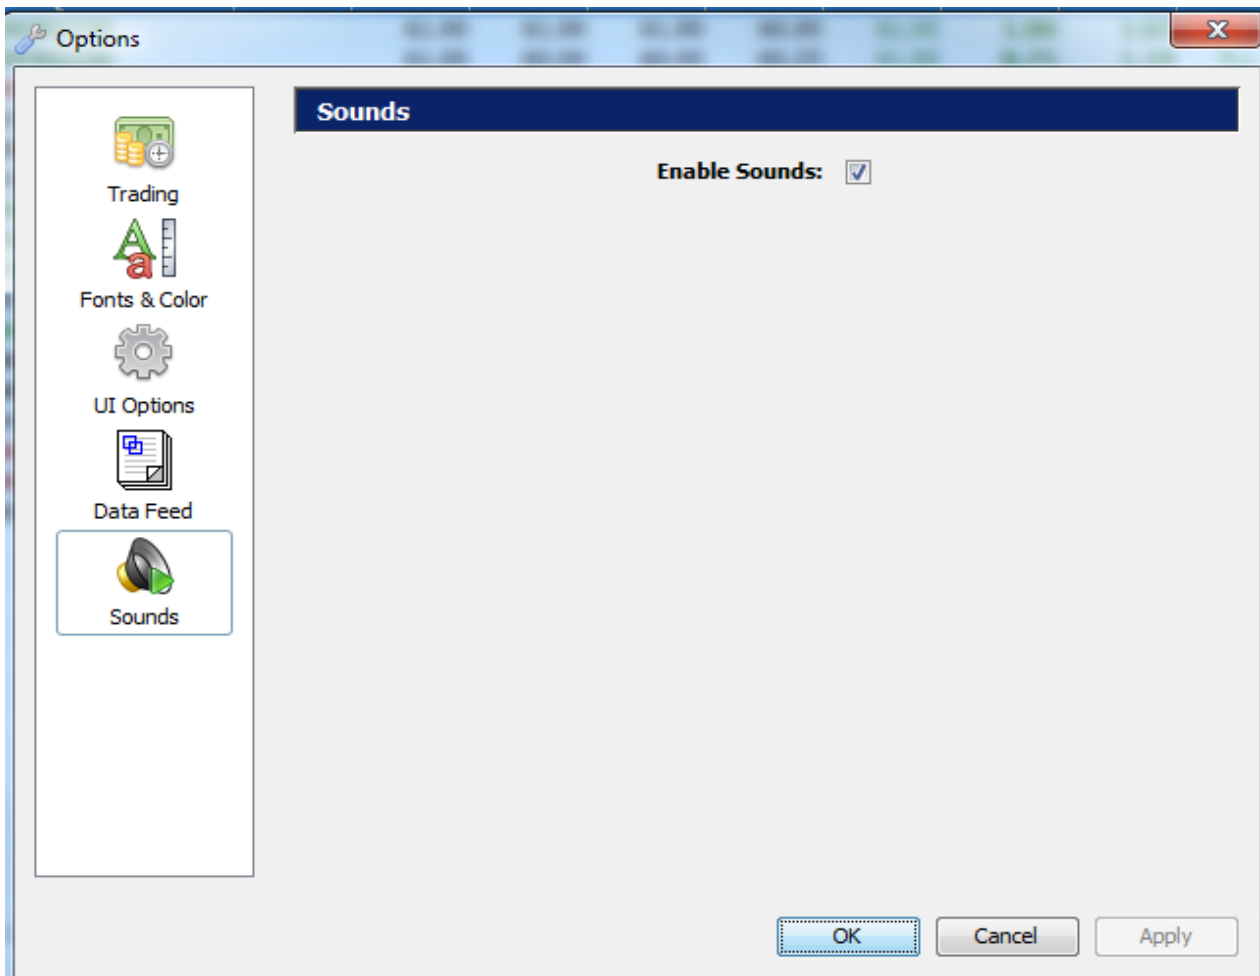 Options
Trading
Fonts & Color
UI Options
Data Feed
Sounds
Sounds
Enable Sounds:
OK
Cancel
Apply